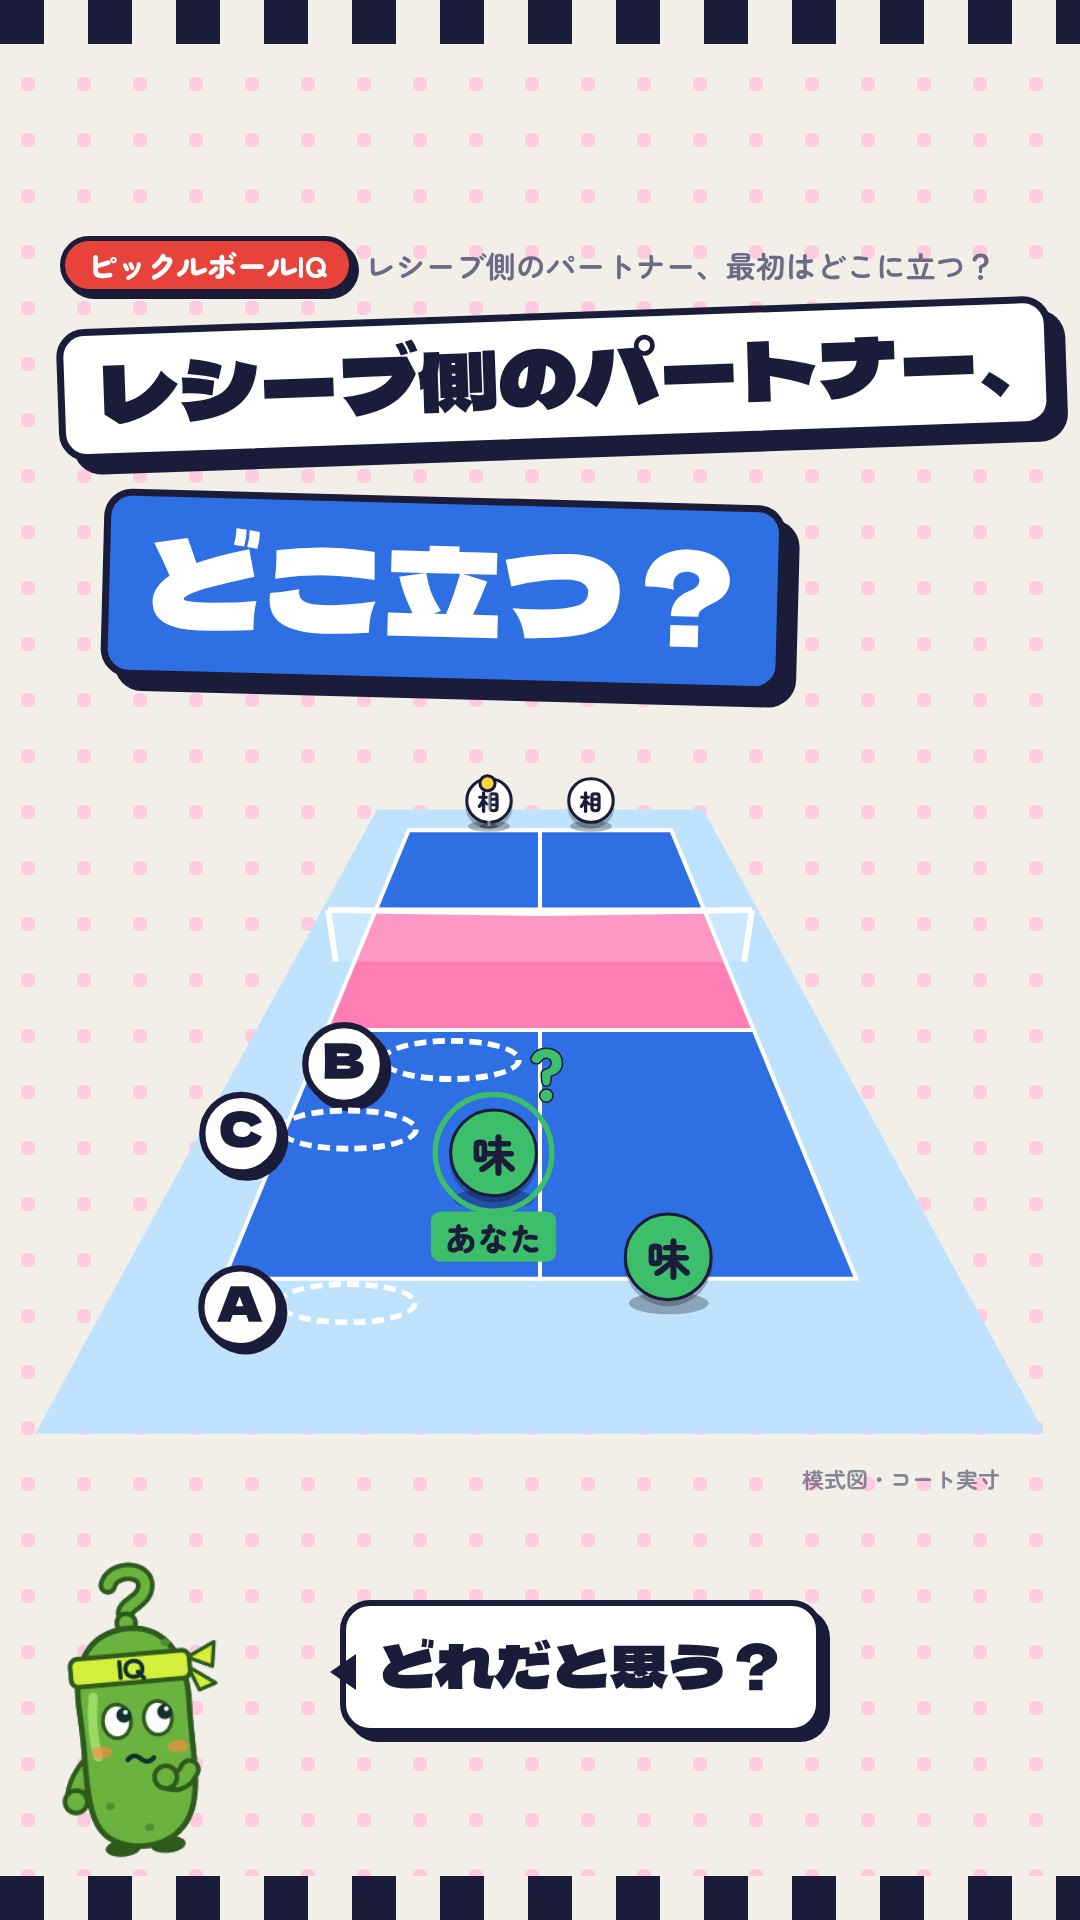 ピックルボールIQ レシーブ側のパートナー、最初はどこに立つ？
レシーブ側のパートナー、
どこ立つ？
相 相
B
?
C
味
あなた
味
A
模式図・コート実寸
IQ
どれだと思う？